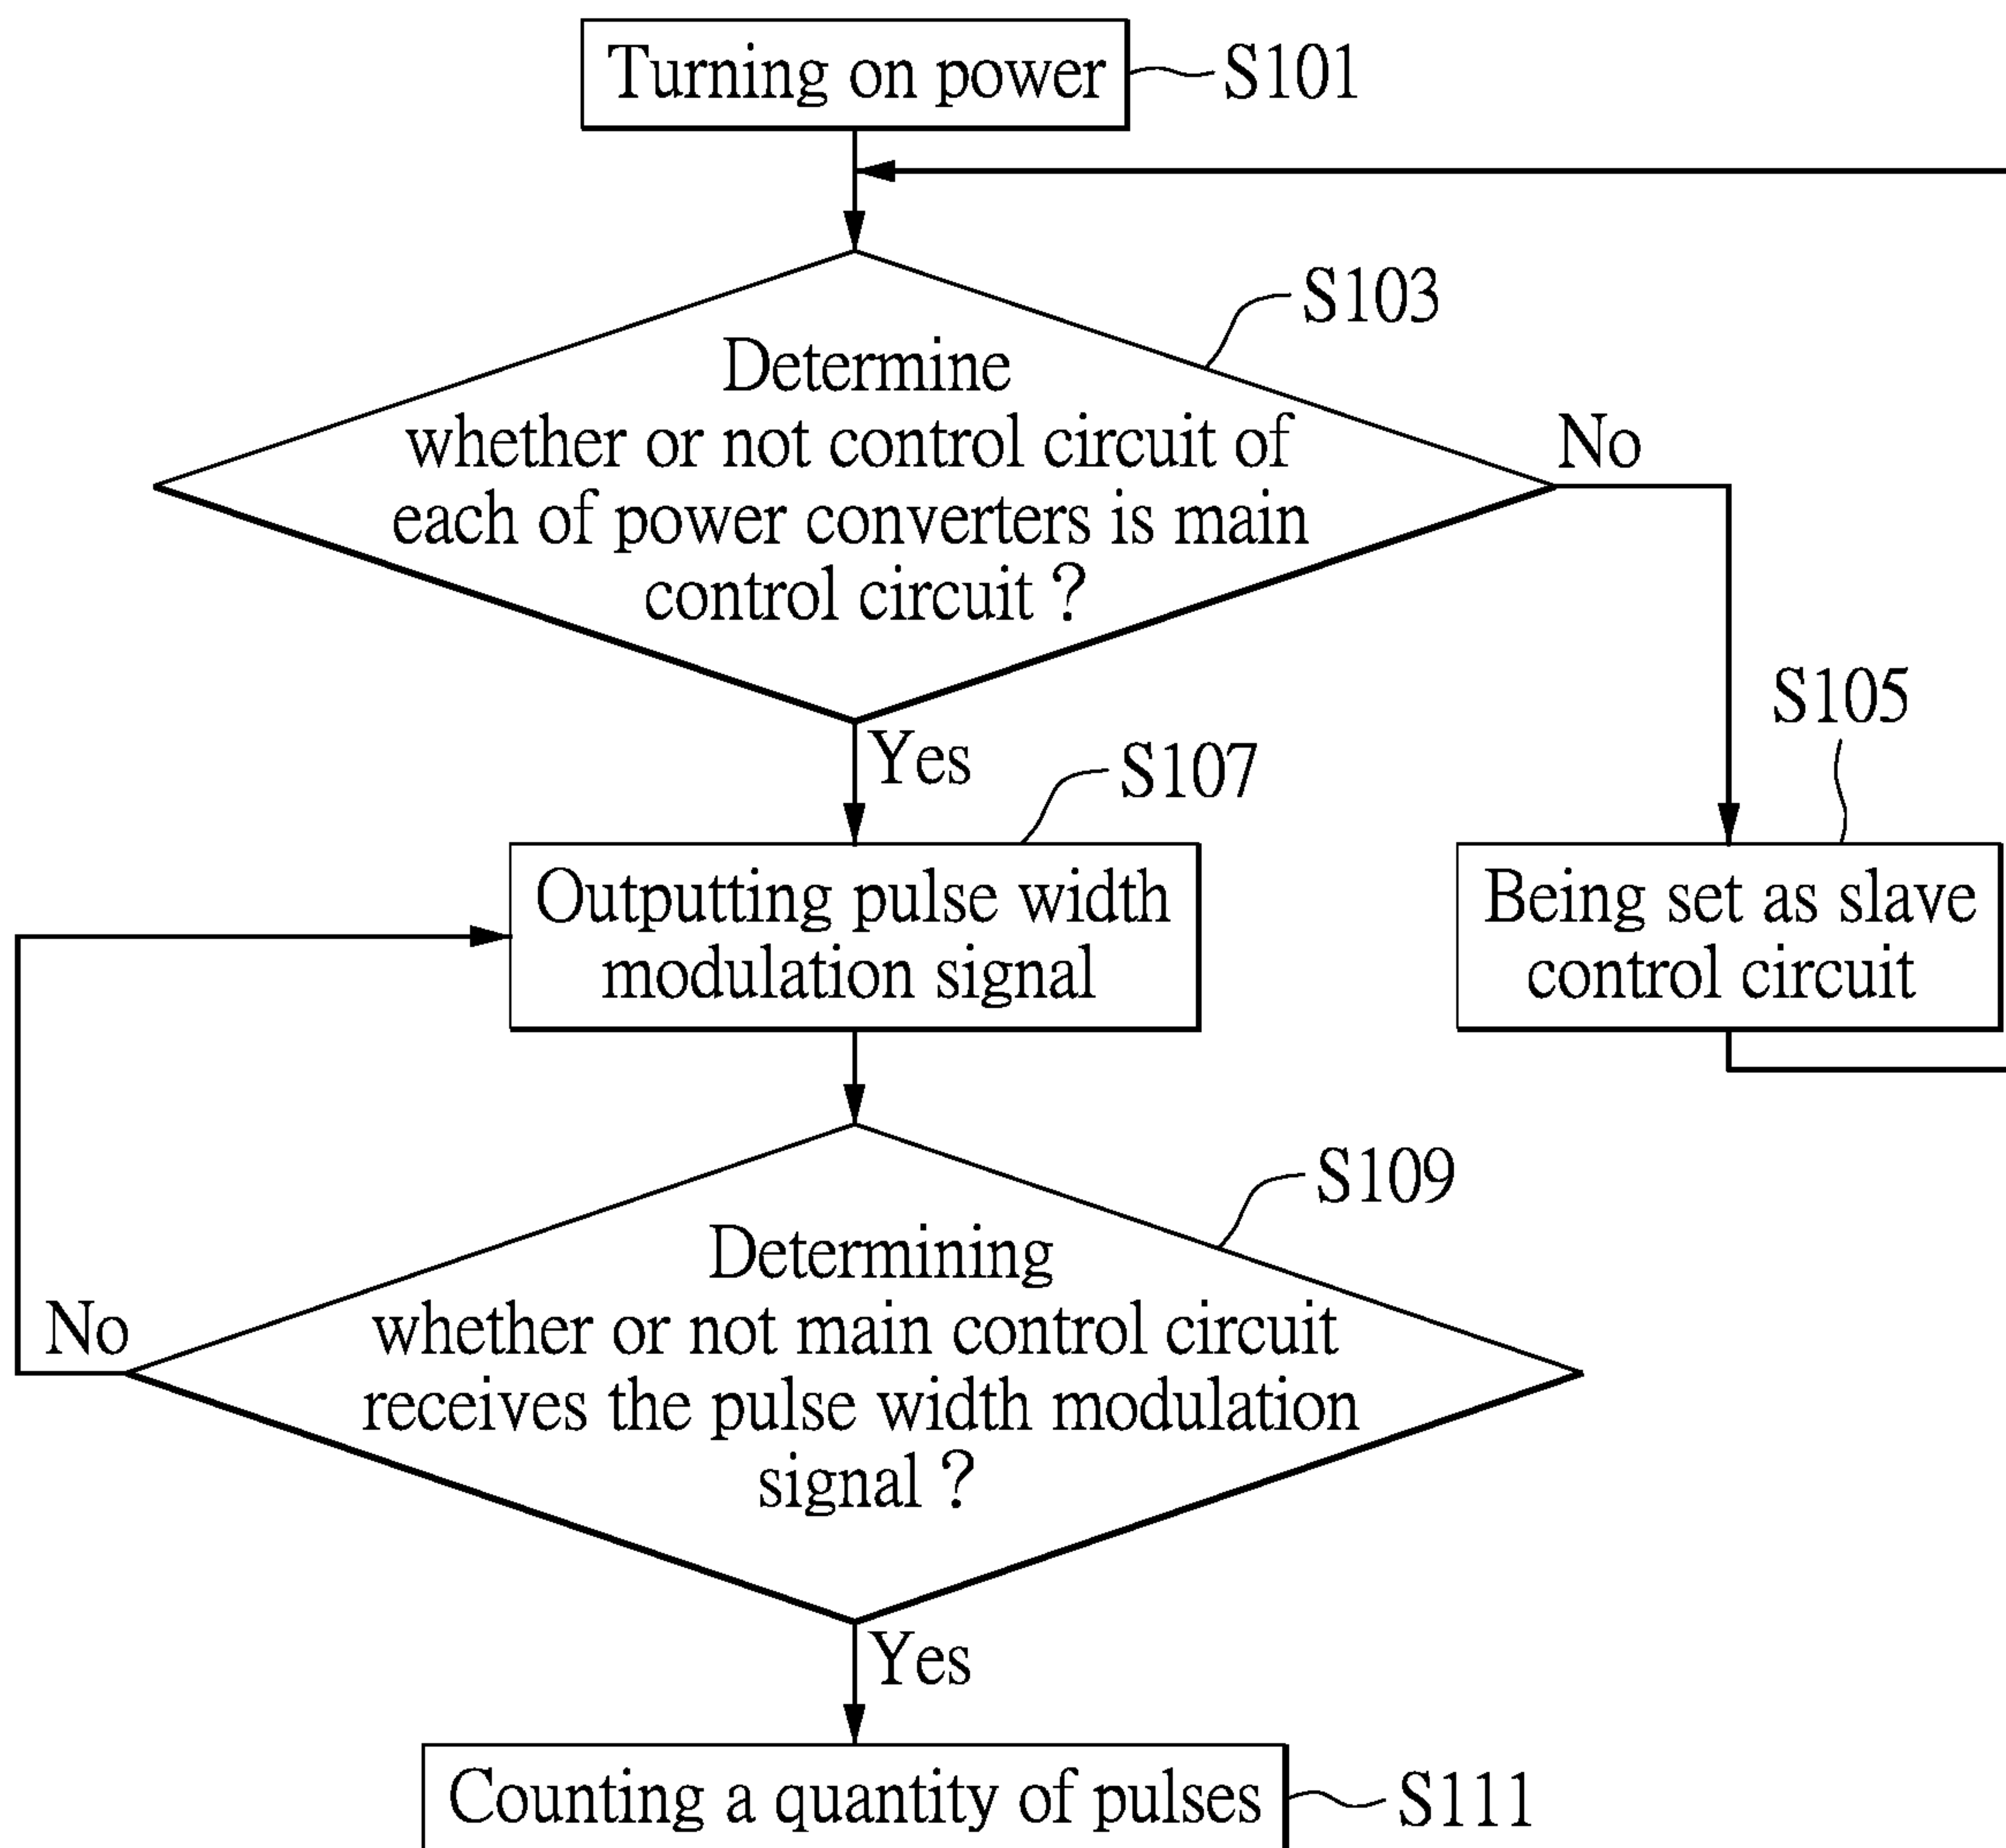 Turning on power
S101
S103
Determine
whether or not control circuit of
each of power converters is main
control circuit ?
No
Yes
S105
S107
Outputting pulse width
modulation signal
Being set as slave
control circuit
S109
Determining
whether or not main control circuit
receives the pulse width modulation
signal ?
No
Yes
Counting a quantity of pulses
S111